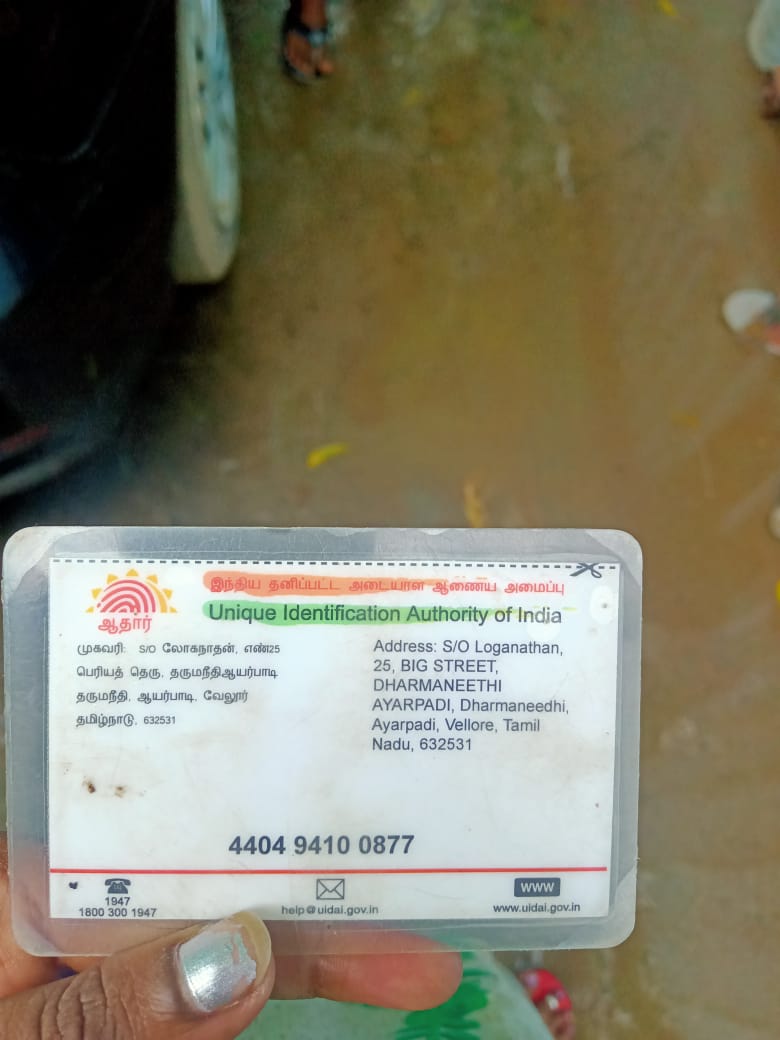 இந்திய தனிப்பட்ட அடையாள ஆணைய அமைப்பு
Unique Identification Authority of India
ஆதார்
முகவரி: S/O லோகநாதன், எண்25
பெரியத் தெரு, தருமநீதிஆயர்பாடி
தருமநீதி, ஆயர்பாடி, வேலூர்
தமிழ்நாடு, 632531
Address: S/O Loganathan,
25, BIG STREET,
DHARMANEETHI
AYARPADI, Dharmaneedhi,
Ayarpadi, Vellore, Tamil
Nadu, 632531
4404 9410 0877
1947
1800 300 1947
help@uidai.gov.in
WWW
www.uidai.gov.in